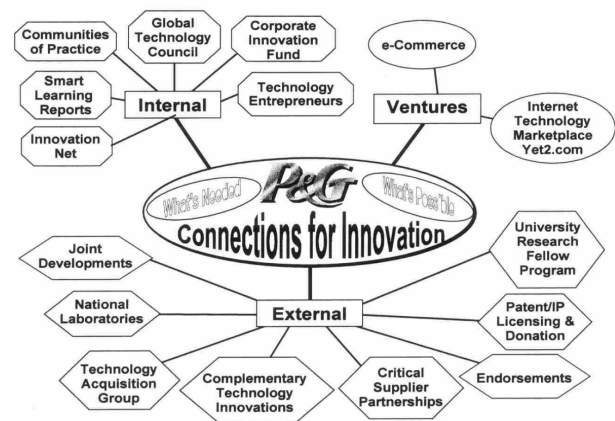 Communities
of Practice
Global
Technology
Council
Corporate
Innovation
Fund
Smart
Learning
Reports
Internal
Technology
Entrepreneurs
Innovation
Net
e-Commerce
Ventures
Internet
Technology
Marketplace
Yet2.com
What's Needed
P&G
What's Possible
Connections for Innovation
Joint
Developments
National
Laboratories
Technology
Acquisition
Group
External
Complementary
Technology
Innovations
Critical
Supplier
Partnerships
University
Research
Fellow
Program
Patent/IP
Licensing &
Donation
Endorsements